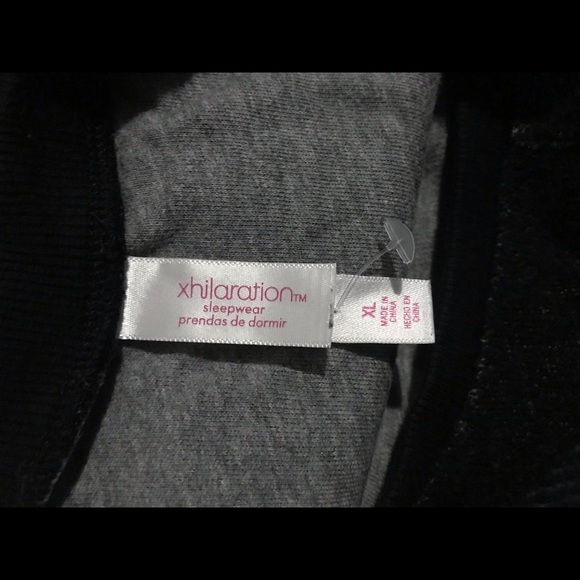 xhilaration™
sleepwear
prendas de dormir
XL
MADE IN
CHINA
HECHO EN
CHINA